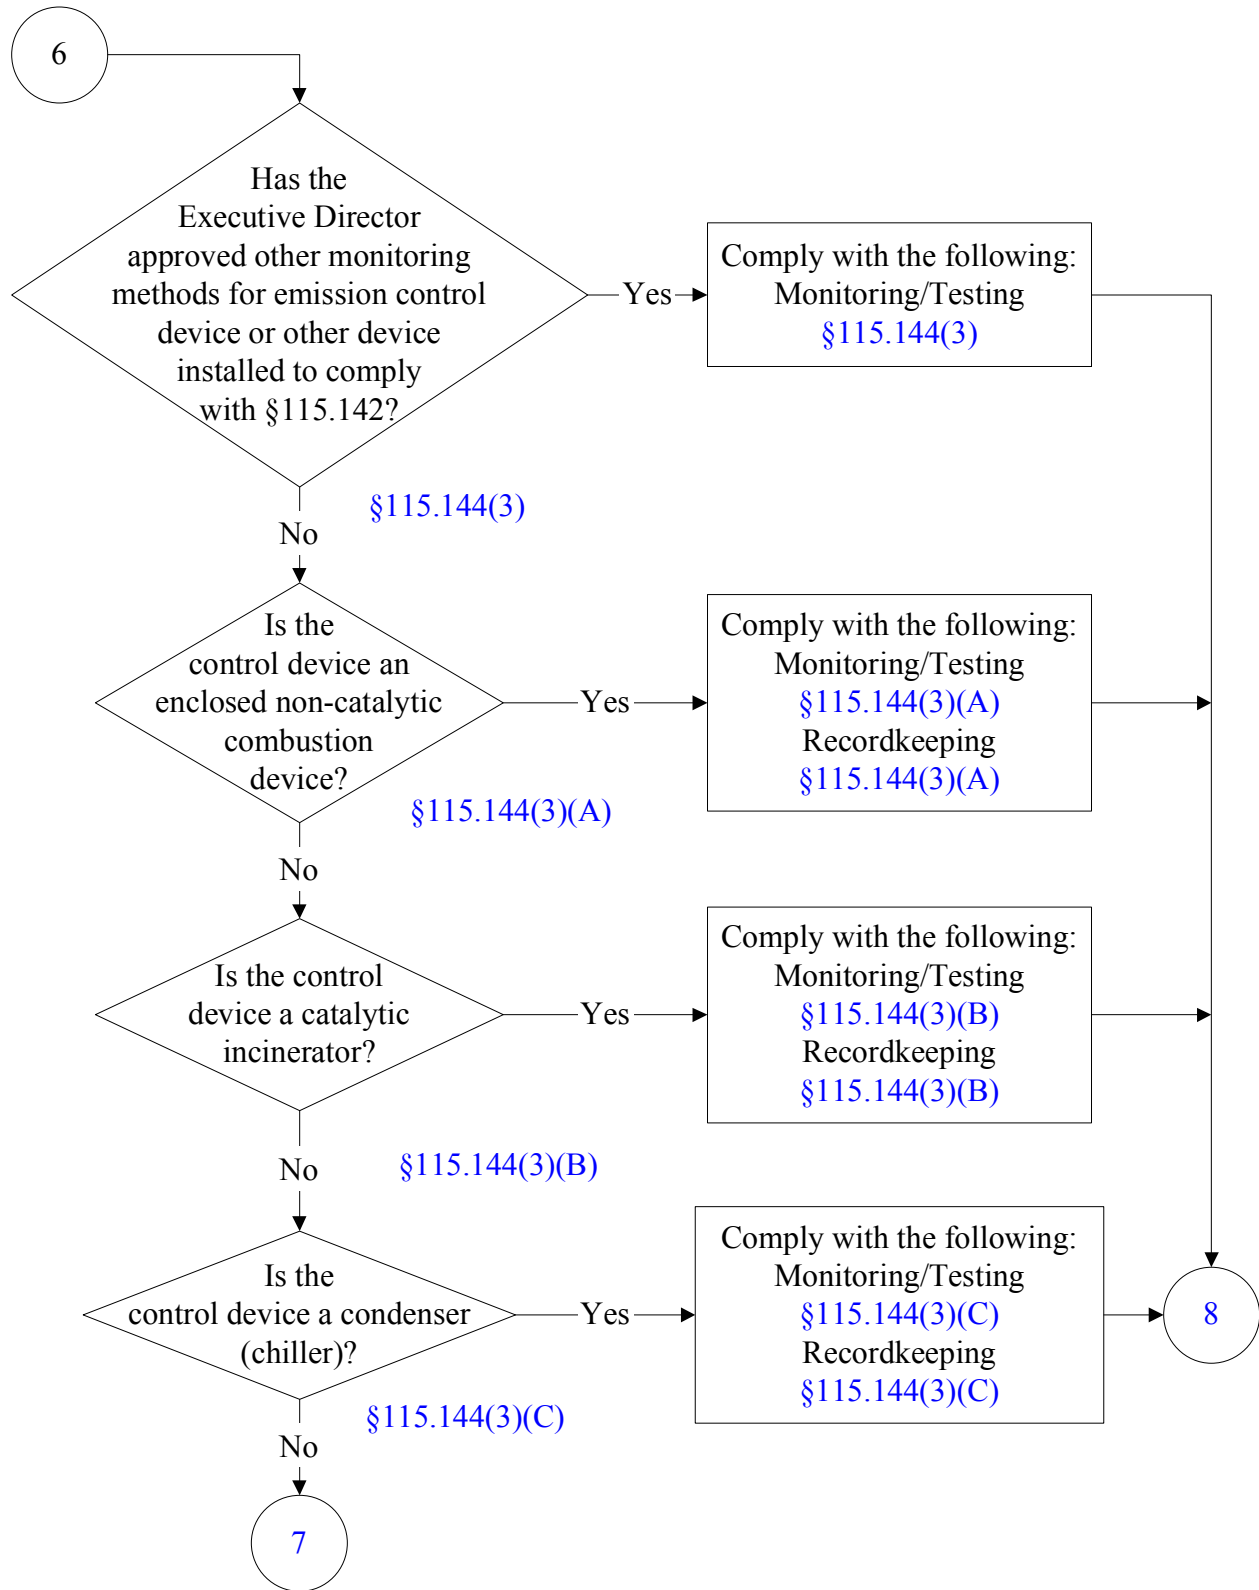 6
Has the
Executive Director
approved other monitoring
methods for emission control
device or other device
installed to comply
with §115.142?
Yes
Comply with the following:
Monitoring/Testing
§115.144(3)
§115.144(3)
No
Is the
control device an
enclosed non-catalytic
combustion
device?
Yes
Comply with the following:
Monitoring/Testing
§115.144(3)(A)
Recordkeeping
§115.144(3)(A)
§115.144(3)(A)
No
Is the control
device a catalytic
incinerator?
Yes
Comply with the following:
Monitoring/Testing
§115.144(3)(B)
Recordkeeping
§115.144(3)(B)
§115.144(3)(B)
No
Is the
control device a condenser
(chiller)?
Yes
Comply with the following:
Monitoring/Testing
§115.144(3)(C)
Recordkeeping
§115.144(3)(C)
8
§115.144(3)(C)
No
7